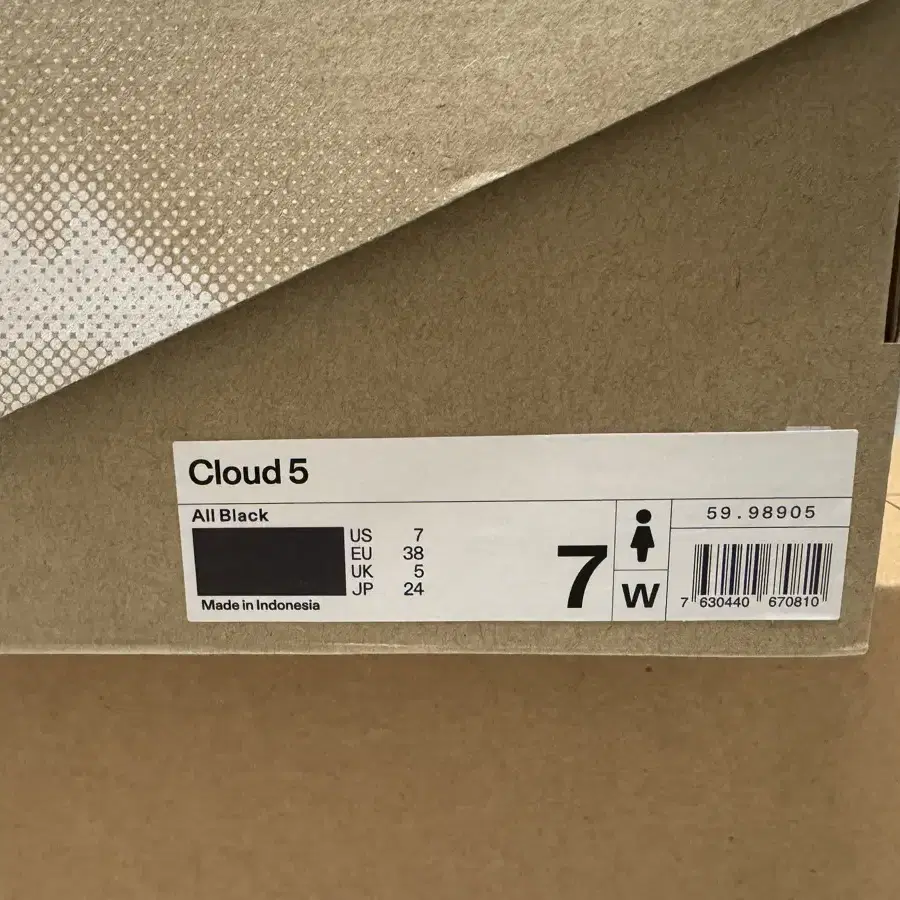 Cloud 5
All Black
US 7
EU 38
UK 5
JP 24
Made in Indonesia
7
W
59.98905
7 630440 670810